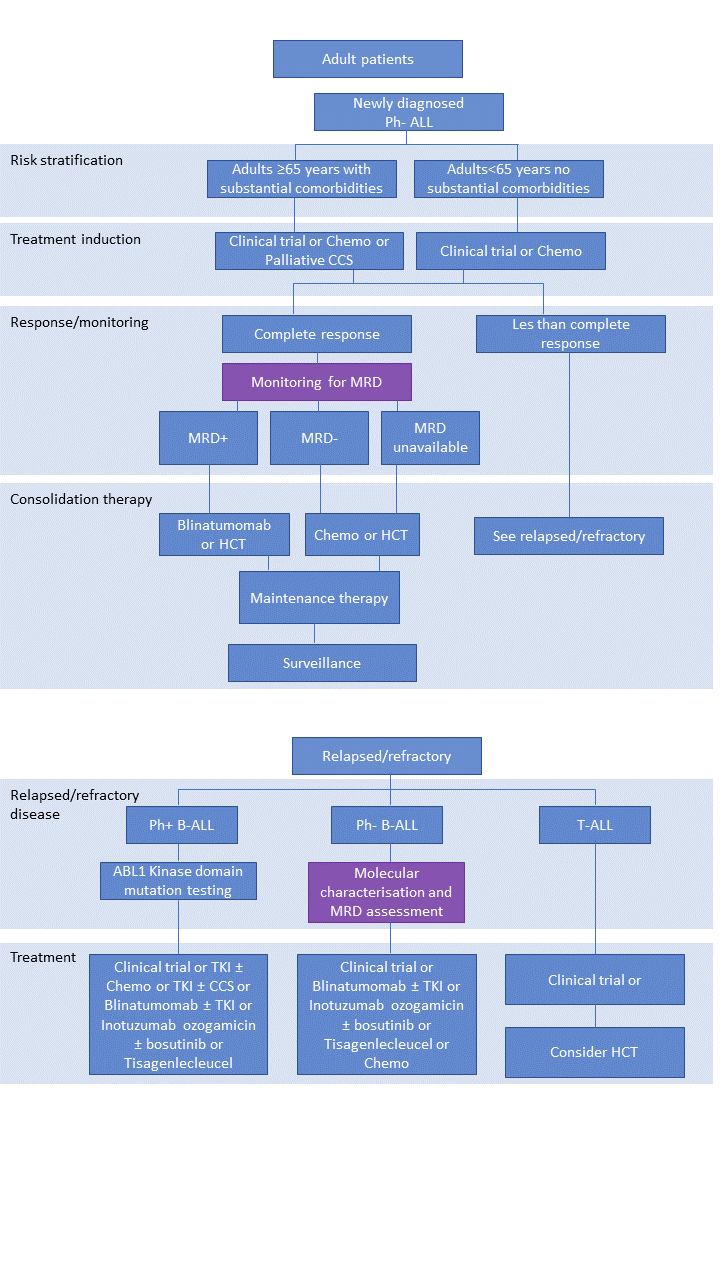 Adult patients
Newly diagnosed
Ph- ALL
Risk stratification
Adults ≥65 years with
substantial comorbidities
Adults<65 years no
substantial comorbidities
Treatment induction
Clinical trial or Chemo or
Palliative CCS
Clinical trial or Chemo
Response/monitoring
Complete response
Les than complete
response
Monitoring for MRD
MRD+
MRD-
MRD
unavailable
Consolidation therapy
Blinatumomab
or HCT
Chemo or HCT
See relapsed/refractory
Maintenance therapy
Surveillance
Relapsed/refractory
Relapsed/refractory
disease
Ph+ B-ALL
Ph- B-ALL
T-ALL
ABL1 Kinase domain
mutation testing
Molecular
characterisation and
MRD assessment
Treatment
Clinical trial or TKI ±
Chemo or TKI ± CCS or
Blinatumomab ± TKI or
Inotuzumab ozogamicin
± bosutinib or
Tisagenlecleucel
Clinical trial or
Blinatumomab ± TKI or
Inotuzumab ozogamicin
± bosutinib or
Tisagenlecleucel or
Chemo
Clinical trial or
Consider HCT